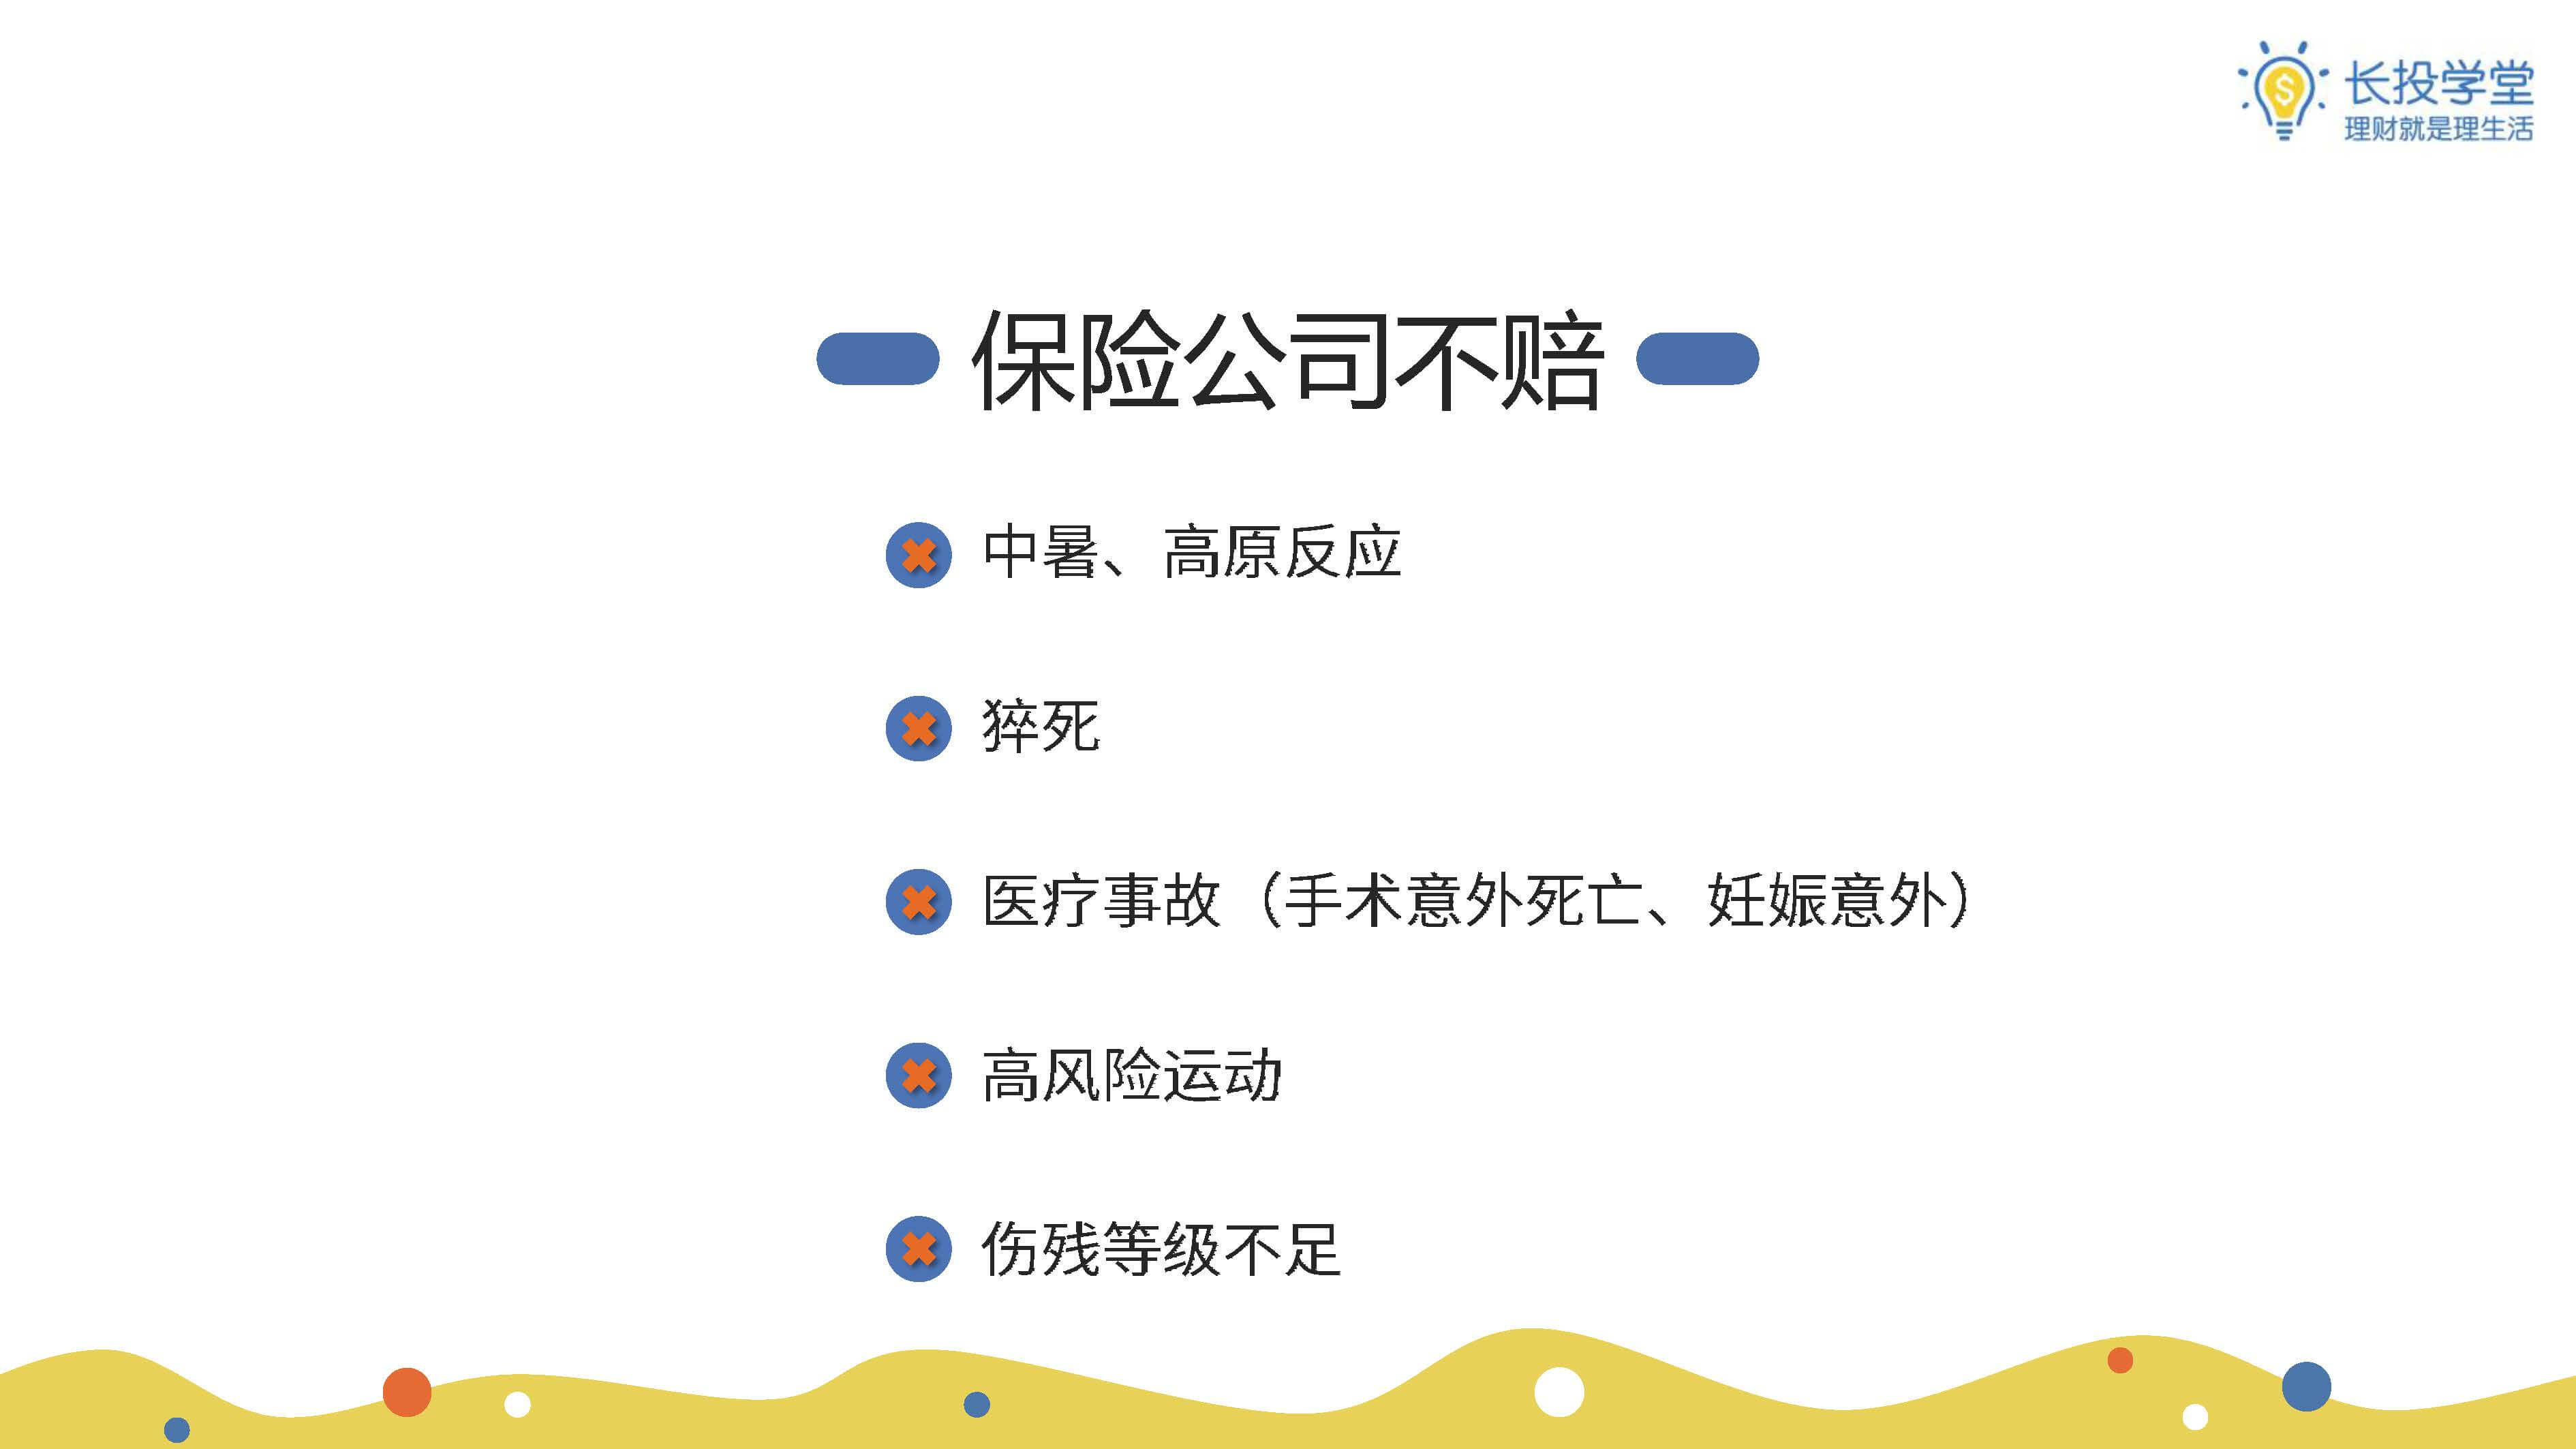 长投学堂
理财就是理生活
保险公司不赔
中暑、高原反应
猝死
医疗事故（手术意外死亡、妊娠意外）
高风险运动
伤残等级不足